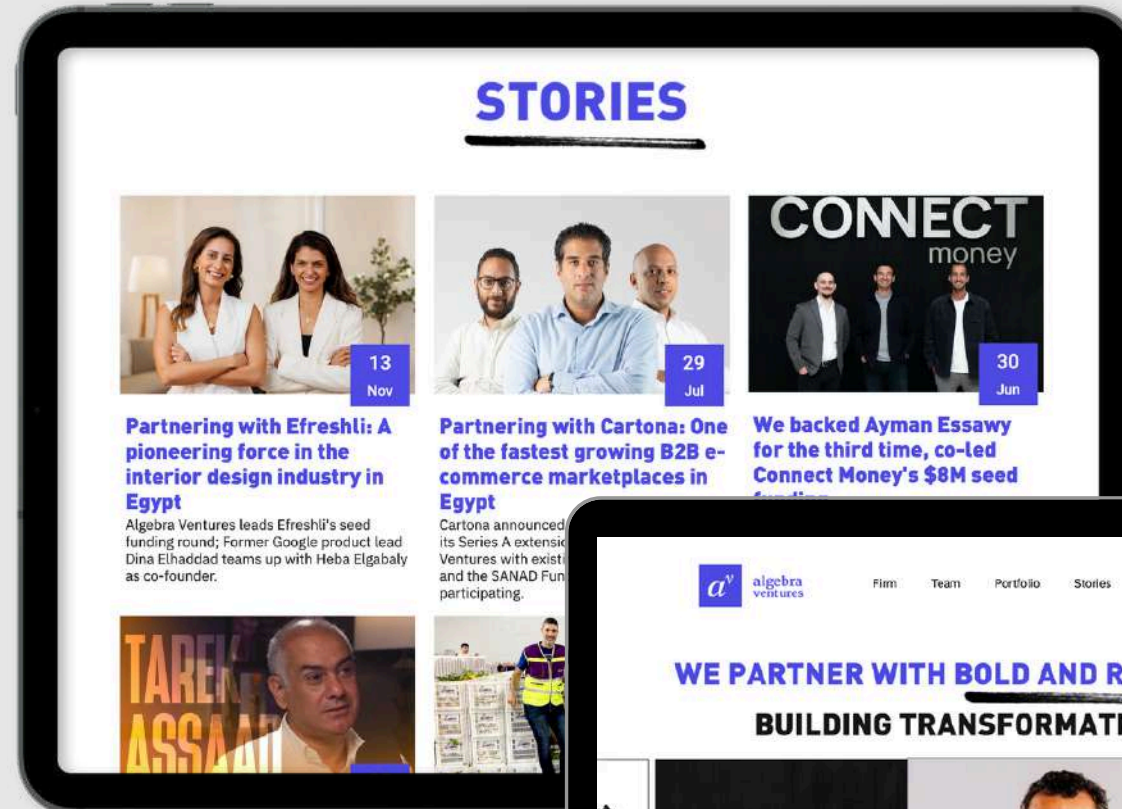 STORIES
CONNECT
money
13
Nov
29
Jul
30
Jun
Partnering with Efreshli: A
pioneering force in the
interior design industry in
Egypt
Algebra Ventures leads Efreshli's seed
funding round; Former Google product lead
Dina Elhaddad teams up with Heba Elgabaly
as co-founder.
Partnering with Cartona: One
of the fastest growing B2B e-
commerce marketplaces in
Egypt
Cartona announced
its Series A extensi
Ventures with existi
and the SANAD Fun
participating.
We backed Ayman Essawy
for the third time, co-led
Connect Money's $8M seed
TAREK
ASSAAD
a^v algebra
ventures
Firm Team Portfolio Stories
WE PARTNER WITH BOLD AND R
BUILDING TRANSFORMATI